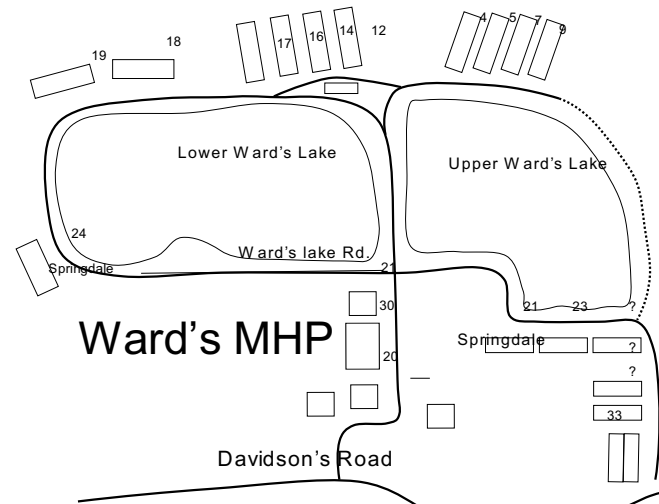 4 5 7 9
12
14
16
17
18
19
Lower Ward's Lake
Upper Ward's Lake
24
Ward's lake Rd.
Springdale
21
30
21 23 ?
Ward's MHP
Springdale
?
20
?
33
Davidson's Road